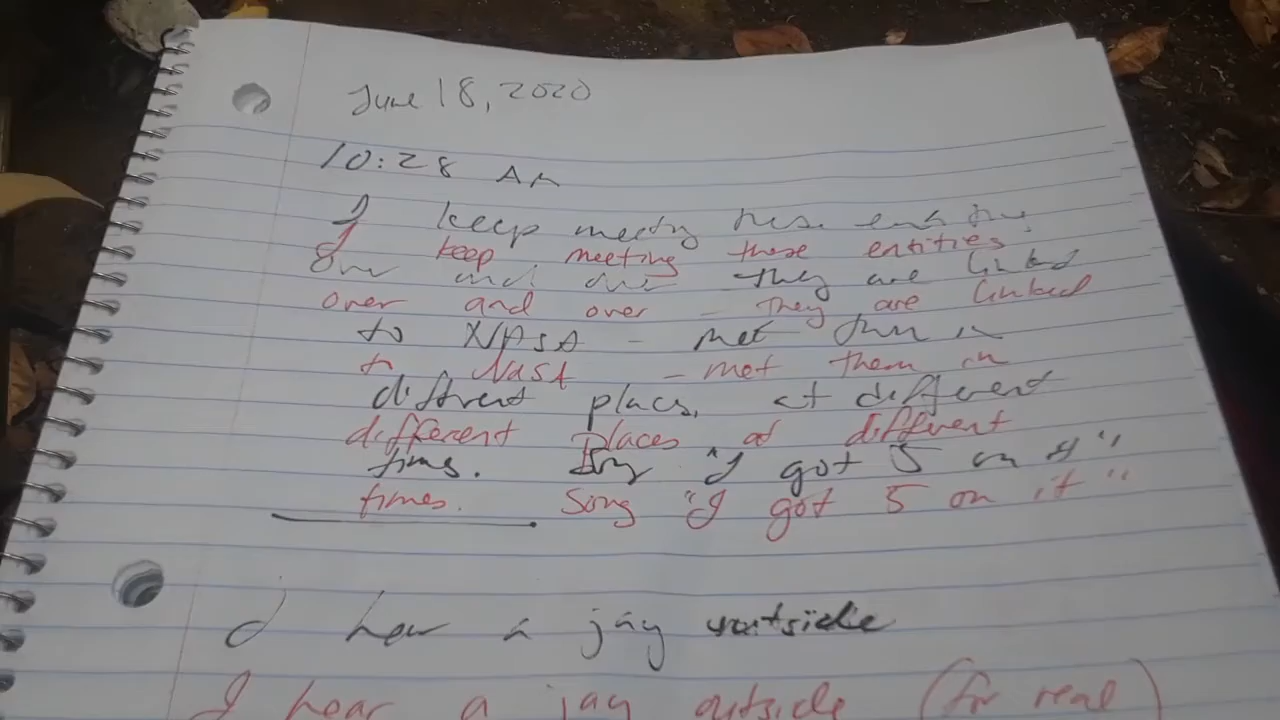 June 18, 2020
10:28 AM
I keep meeting these entities
I keep meeting these entities
Over and over they are linked
over and over - They are linked
to NASA - met them in
to NASA - met them in
different places, at different
different places, at different
times. Song "I got 5 on it"
times. Song "I got 5 on it"
I hear a jay outside
I hear a jay outside (for real)